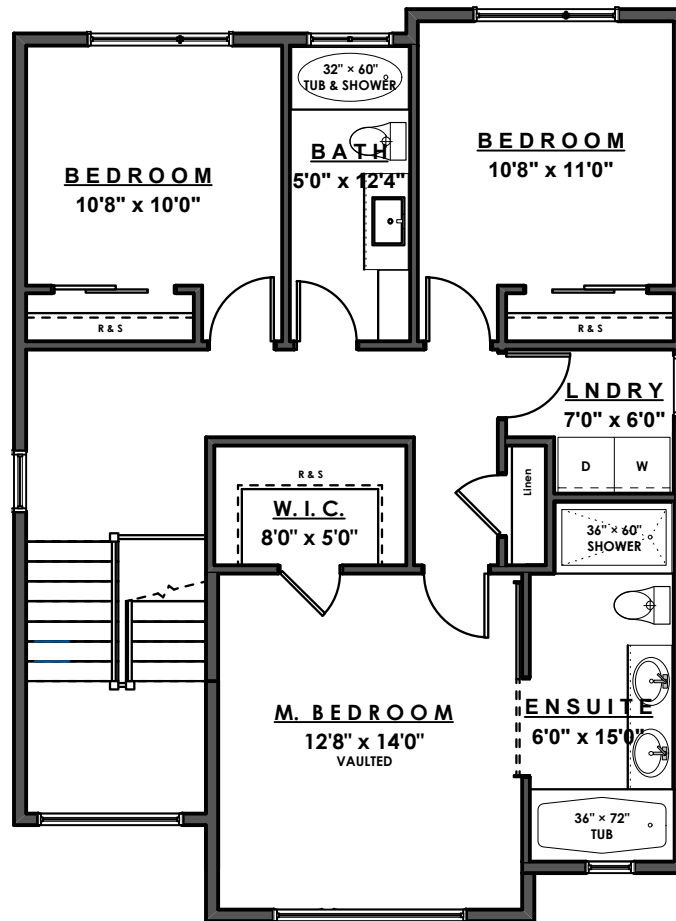 32" × 60"
TUB & SHOWER
BATH
5'0" x 12'4"
BEDROOM
10'8" x 11'0"
BEDROOM
10'8" x 10'0"
R & S
R & S
LNDRY
7'0" x 6'0"
D W
Linen
R & S
W. I. C.
8'0" x 5'0"
36" × 60"
SHOWER
M. BEDROOM
12'8" x 14'0"
VAULTED
ENSUITE
6'0" x 15'0"
36" × 72"
TUB